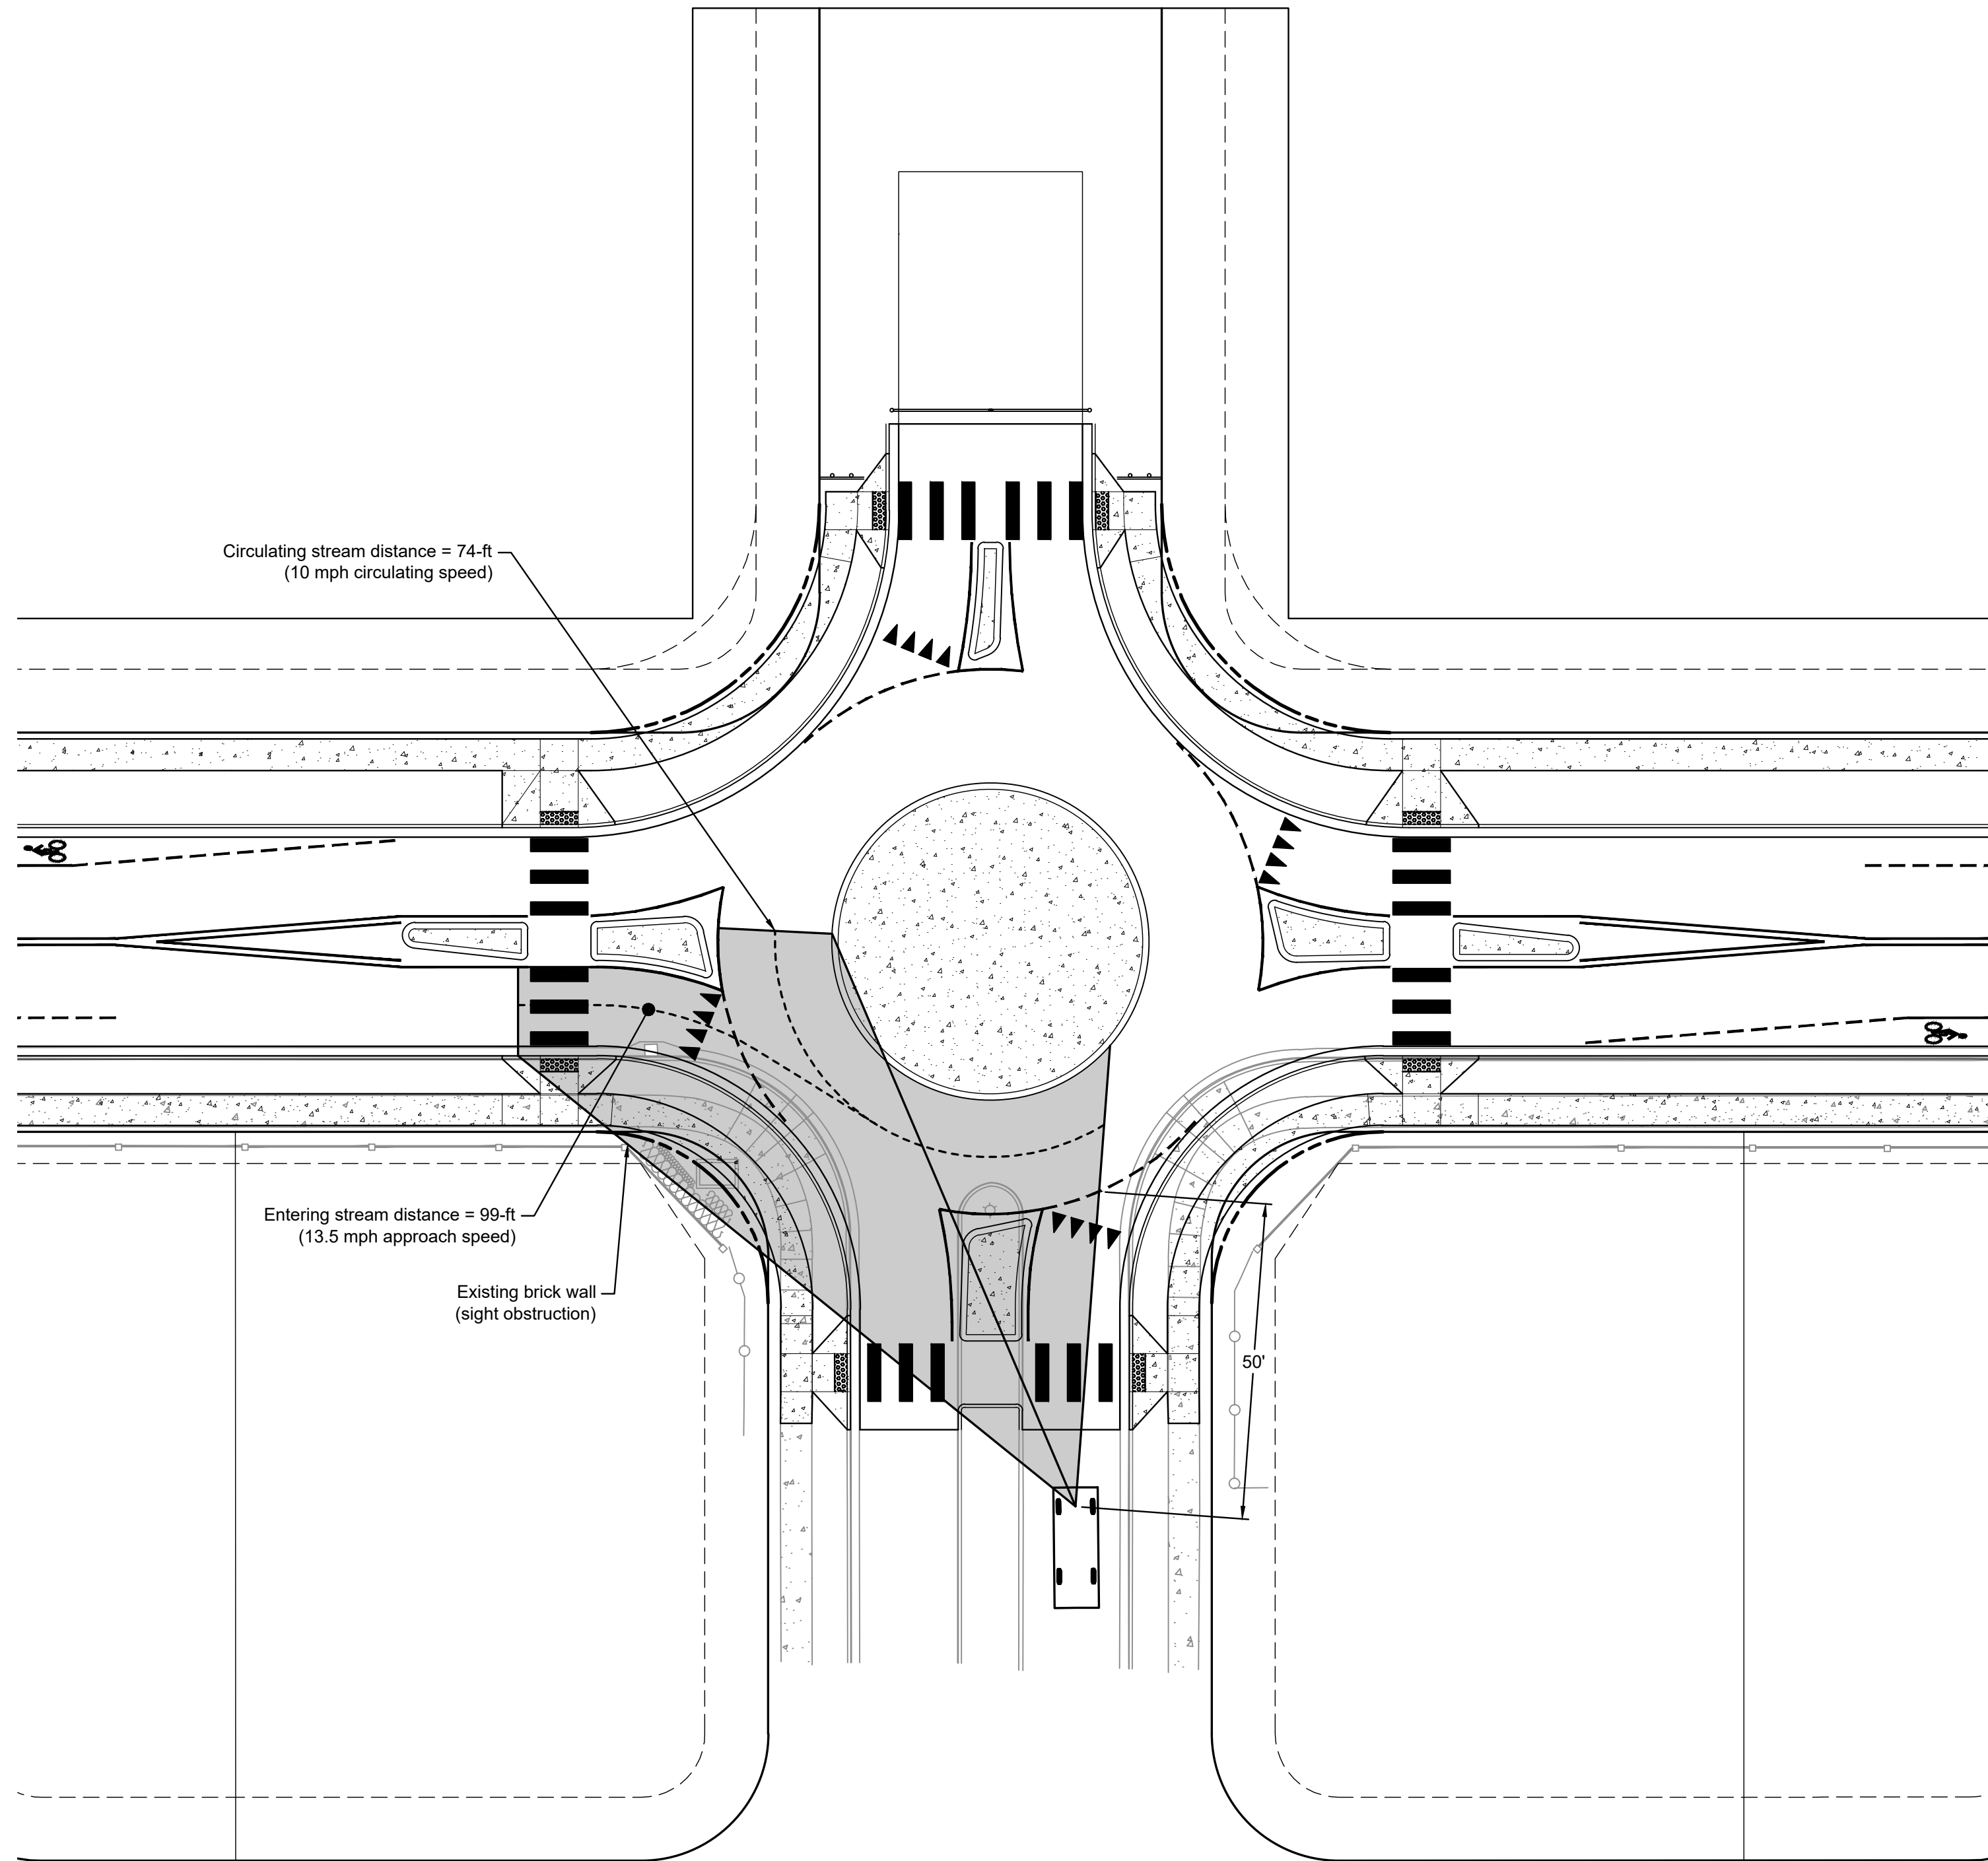 Circulating stream distance = 74-ft
(10 mph circulating speed)
Entering stream distance = 99-ft
(13.5 mph approach speed)
Existing brick wall
(sight obstruction)
50'